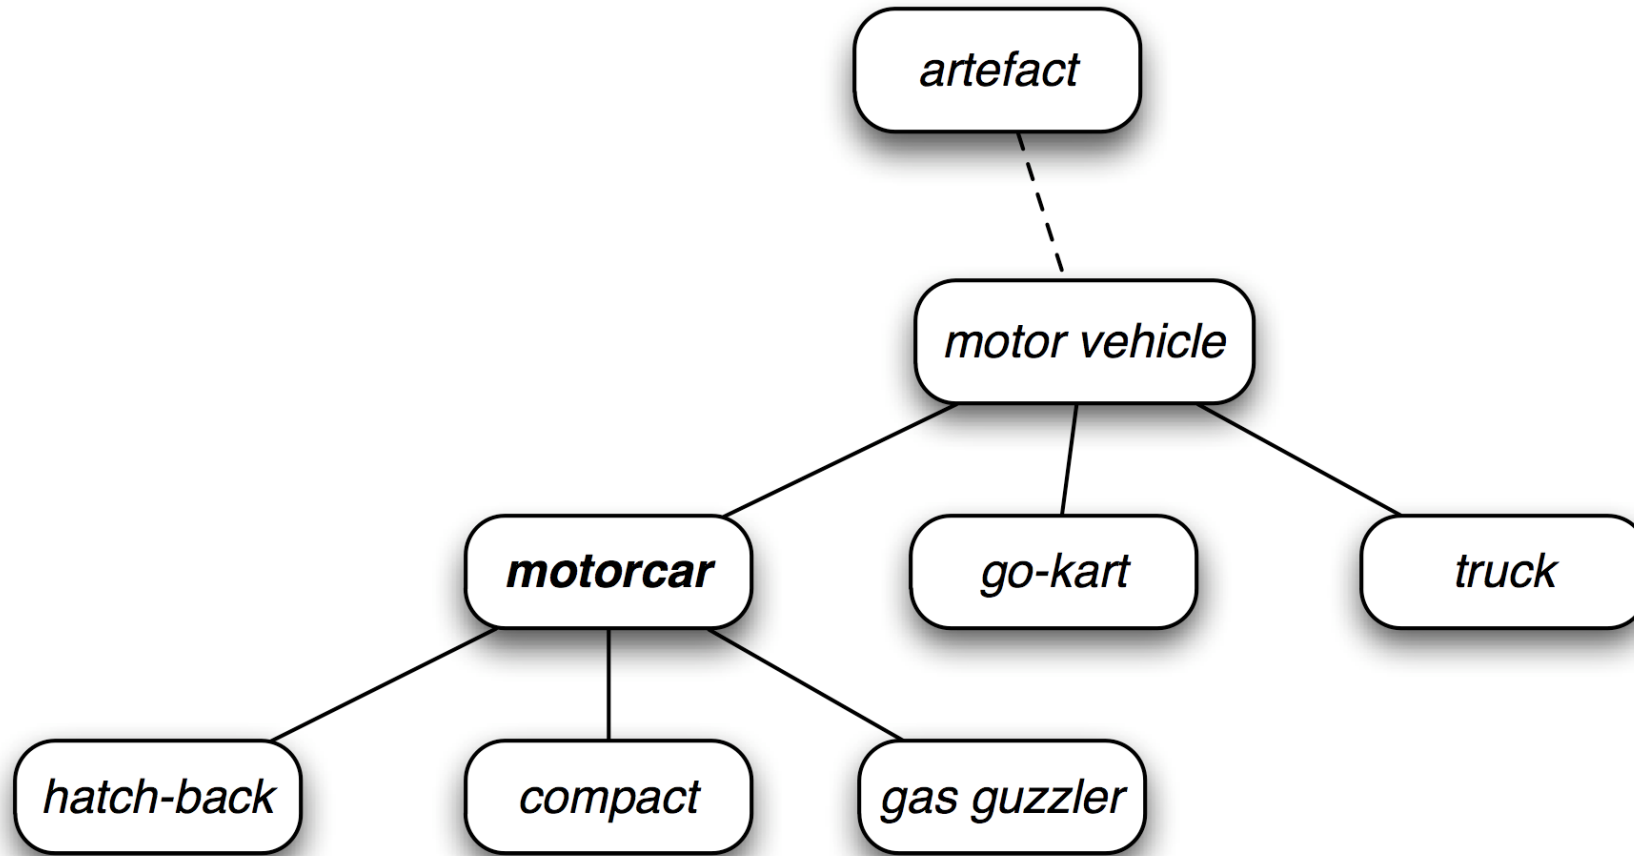 artefact
motor vehicle
motorcar
go-kart
truck
hatch-back
compact
gas guzzler